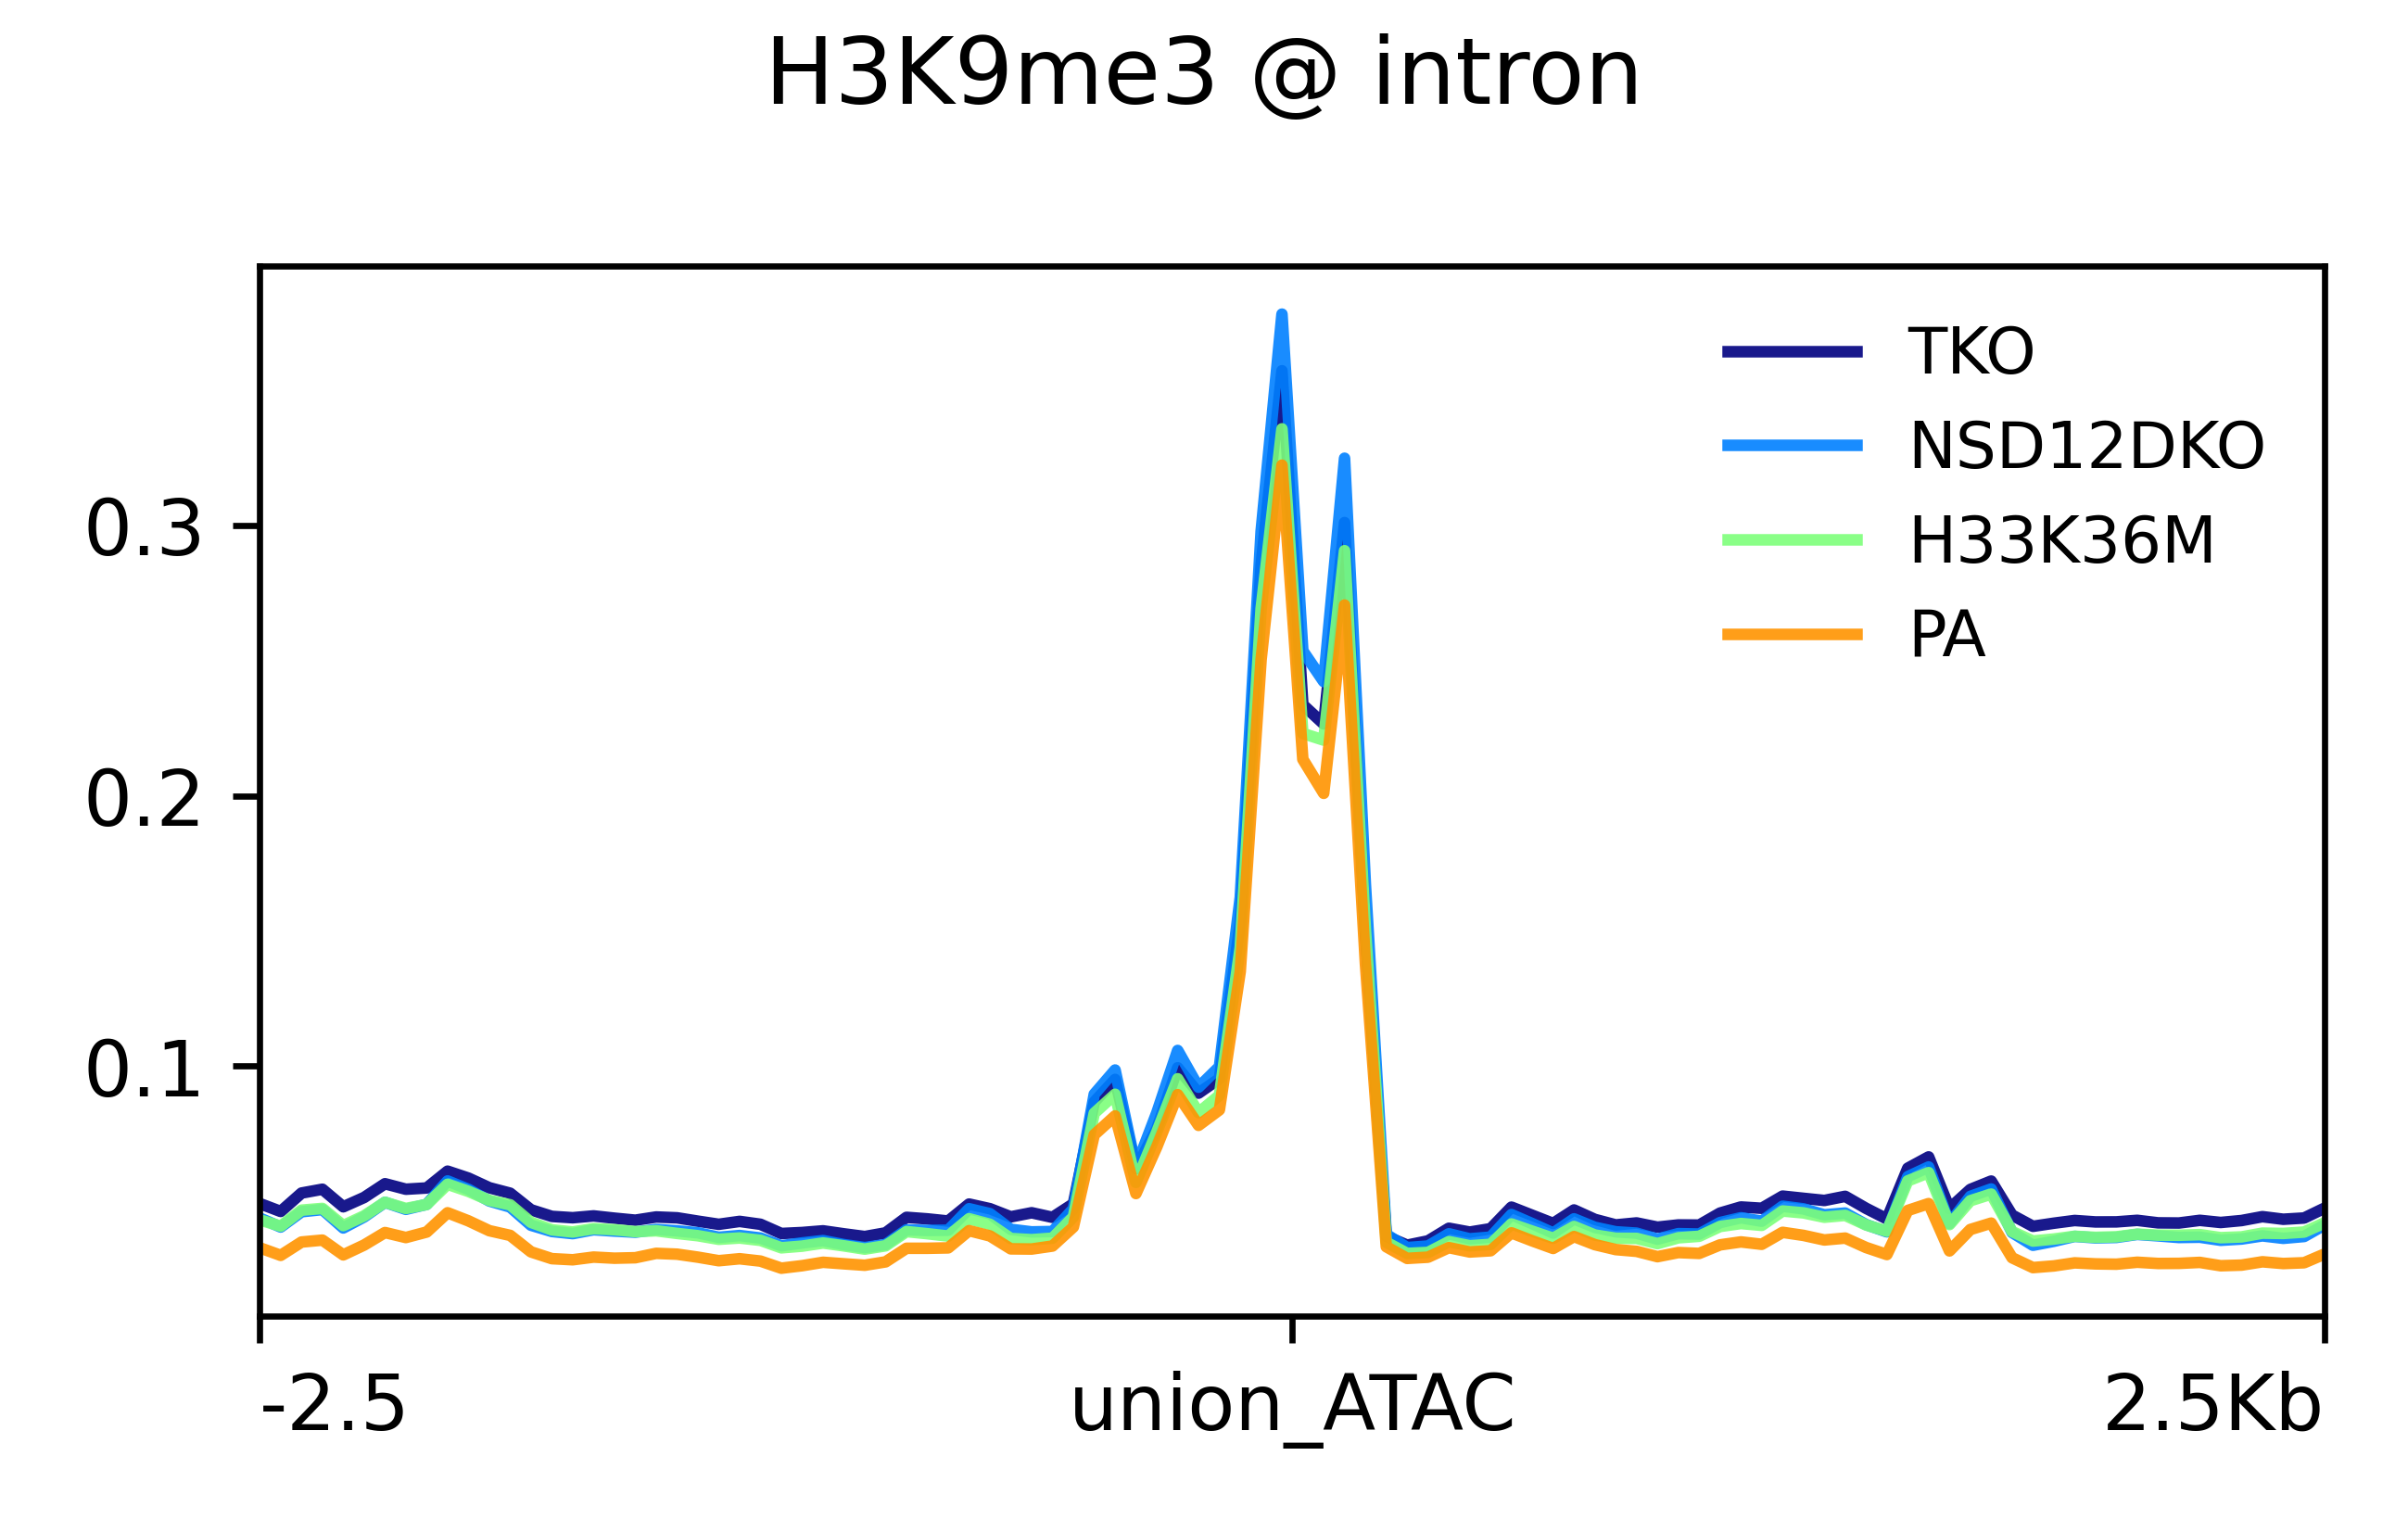 H3K9me3 @ intron
TKO
NSD12DKO
H33K36M
PA
0.3
0.2
0.1
-2.5
union_ATAC
2.5Kb